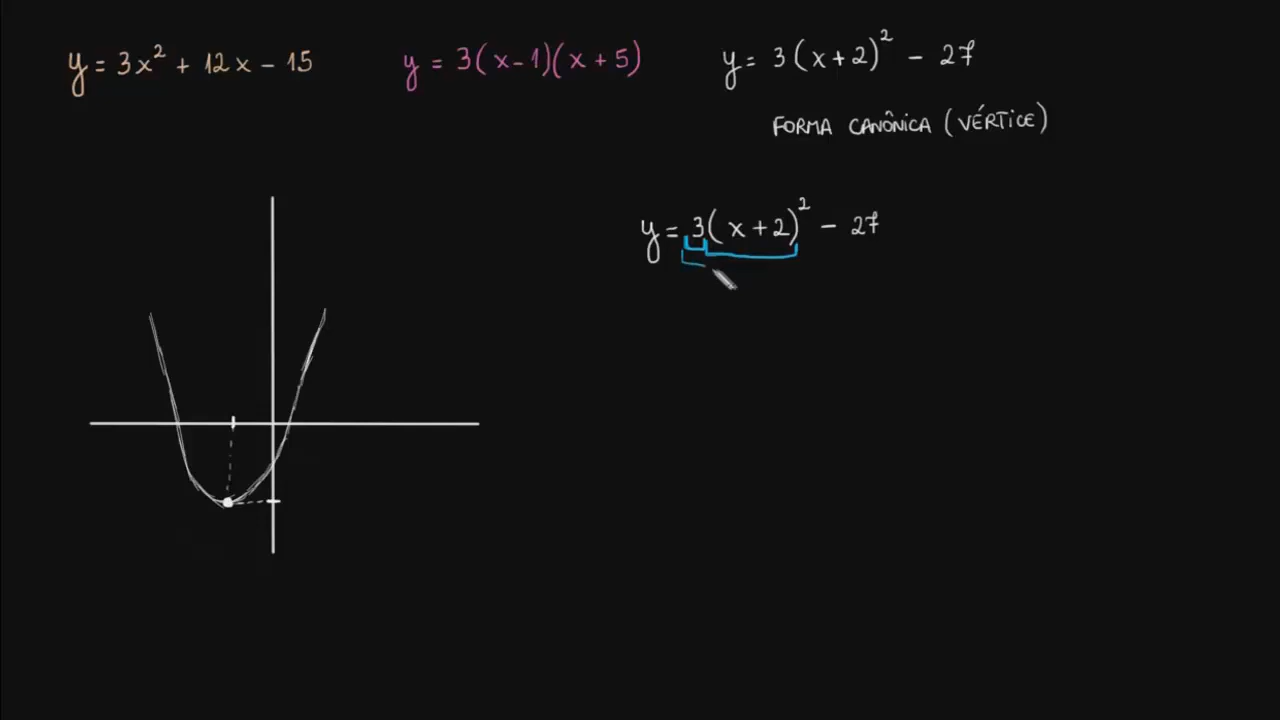 y = 3x² + 12x - 15
y = 3(x-1)(x+5)
y = 3(x+2)² - 27
FORMA CANÔNICA (VÉRTICE)
y = 3(x+2)² - 27